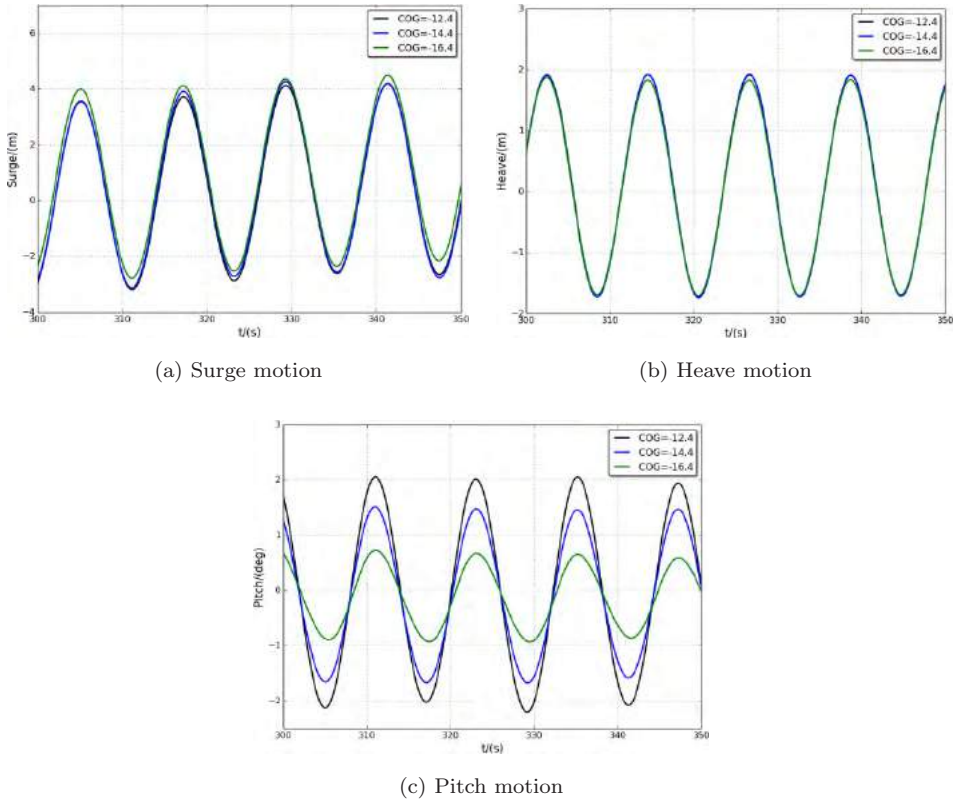 Surge/(m)
6
4
2
0
−2
−4
300
310
320
330
340
350
t/(s)
COG=-12.4
COG=-14.4
COG=-16.4
(a) Surge motion
Heave/(m)
3
2
1
0
−1
−2
300
310
320
330
340
350
t/(s)
COG=-12.4
COG=-14.4
COG=-16.4
(b) Heave motion
Pitch/(deg)
3
2
1
0
−1
−2
300
310
320
330
340
350
t/(s)
COG=-12.4
COG=-14.4
COG=-16.4
(c) Pitch motion